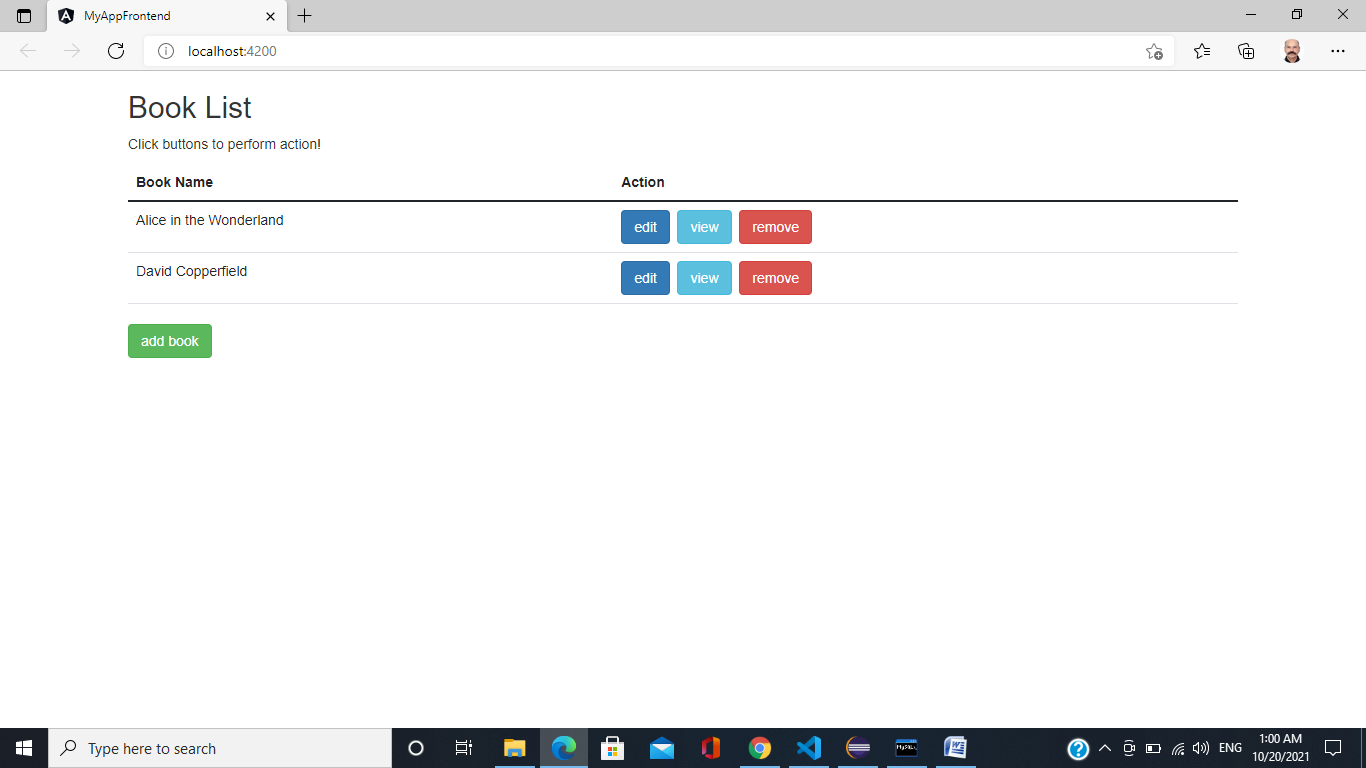 MyAppFrontend
localhost:4200
Book List
Click buttons to perform action!
Book Name Action
Alice in the Wonderland edit view remove
David Copperfield edit view remove
add book
Type here to search
MySQL
W
ENG
1:00 AM
10/20/2021